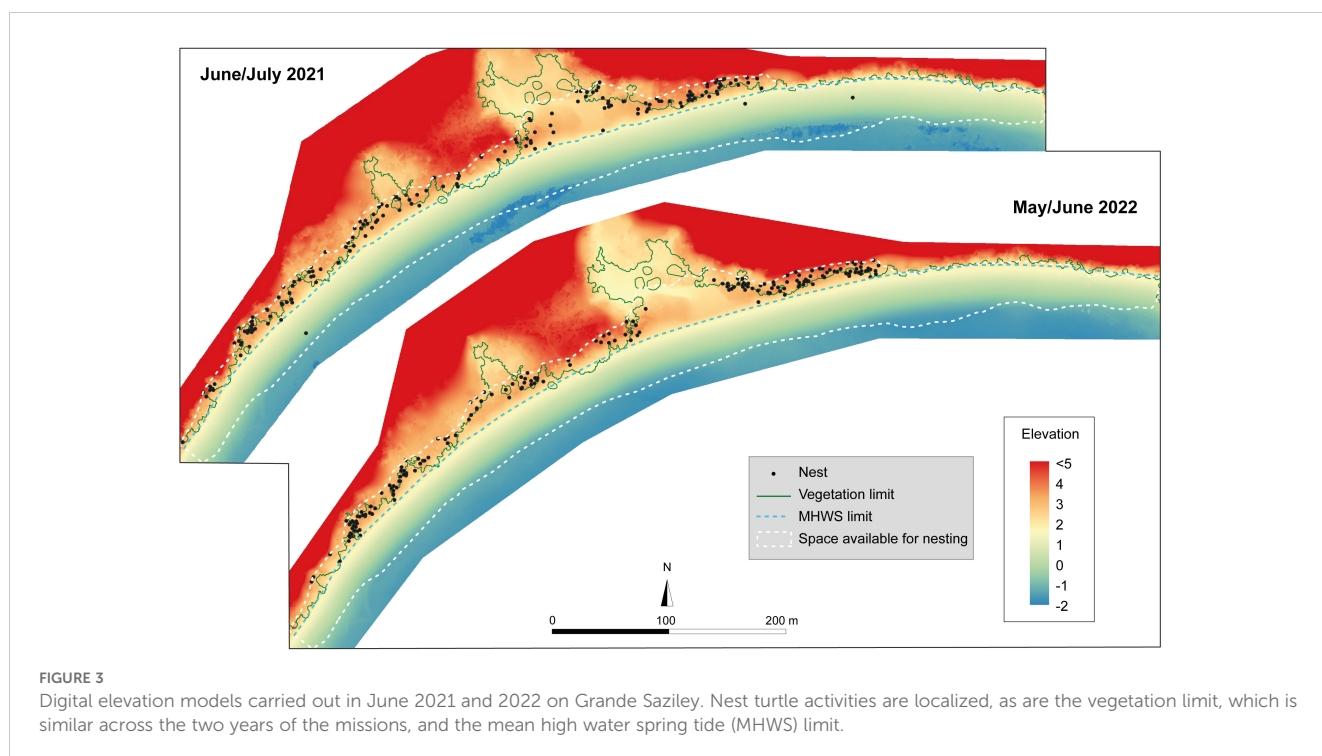 June/July 2021
May/June 2022
Elevation
<5
4
3
2
1
0
-1
-2
Nest
Vegetation limit
MHWS limit
Space available for nesting
N
0 100 200 m
FIGURE 3
Digital elevation models carried out in June 2021 and 2022 on Grande Saziley. Nest turtle activities are localized, as are the vegetation limit, which is
similar across the two years of the missions, and the mean high water spring tide (MHWS) limit.